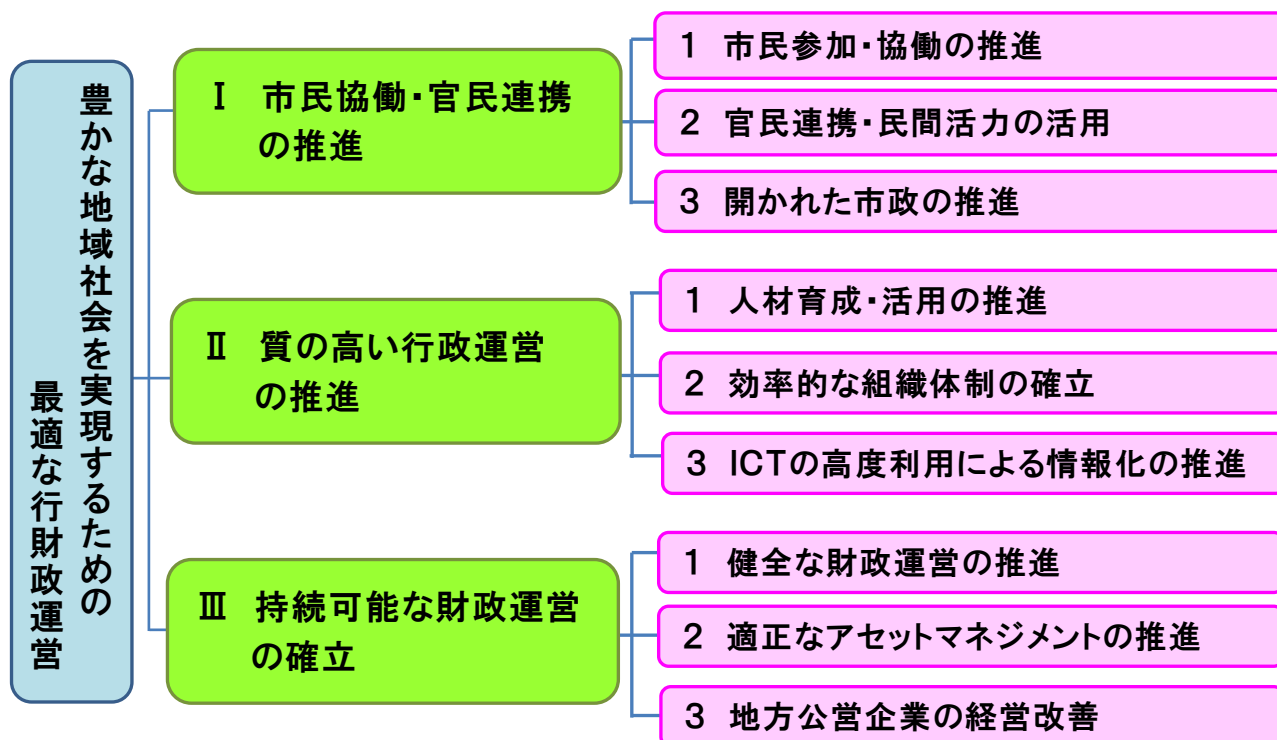 豊かな地域社会を実現するための
最適な行財政運営
Ⅰ 市民協働・官民連携
の推進
1 市民参加・協働の推進
2 官民連携・民間活力の活用
3 開かれた市政の推進
Ⅱ 質の高い行政運営
の推進
1 人材育成・活用の推進
2 効率的な組織体制の確立
3 ICTの高度利用による情報化の推進
Ⅲ 持続可能な財政運営
の確立
1 健全な財政運営の推進
2 適正なアセットマネジメントの推進
3 地方公営企業の経営改善